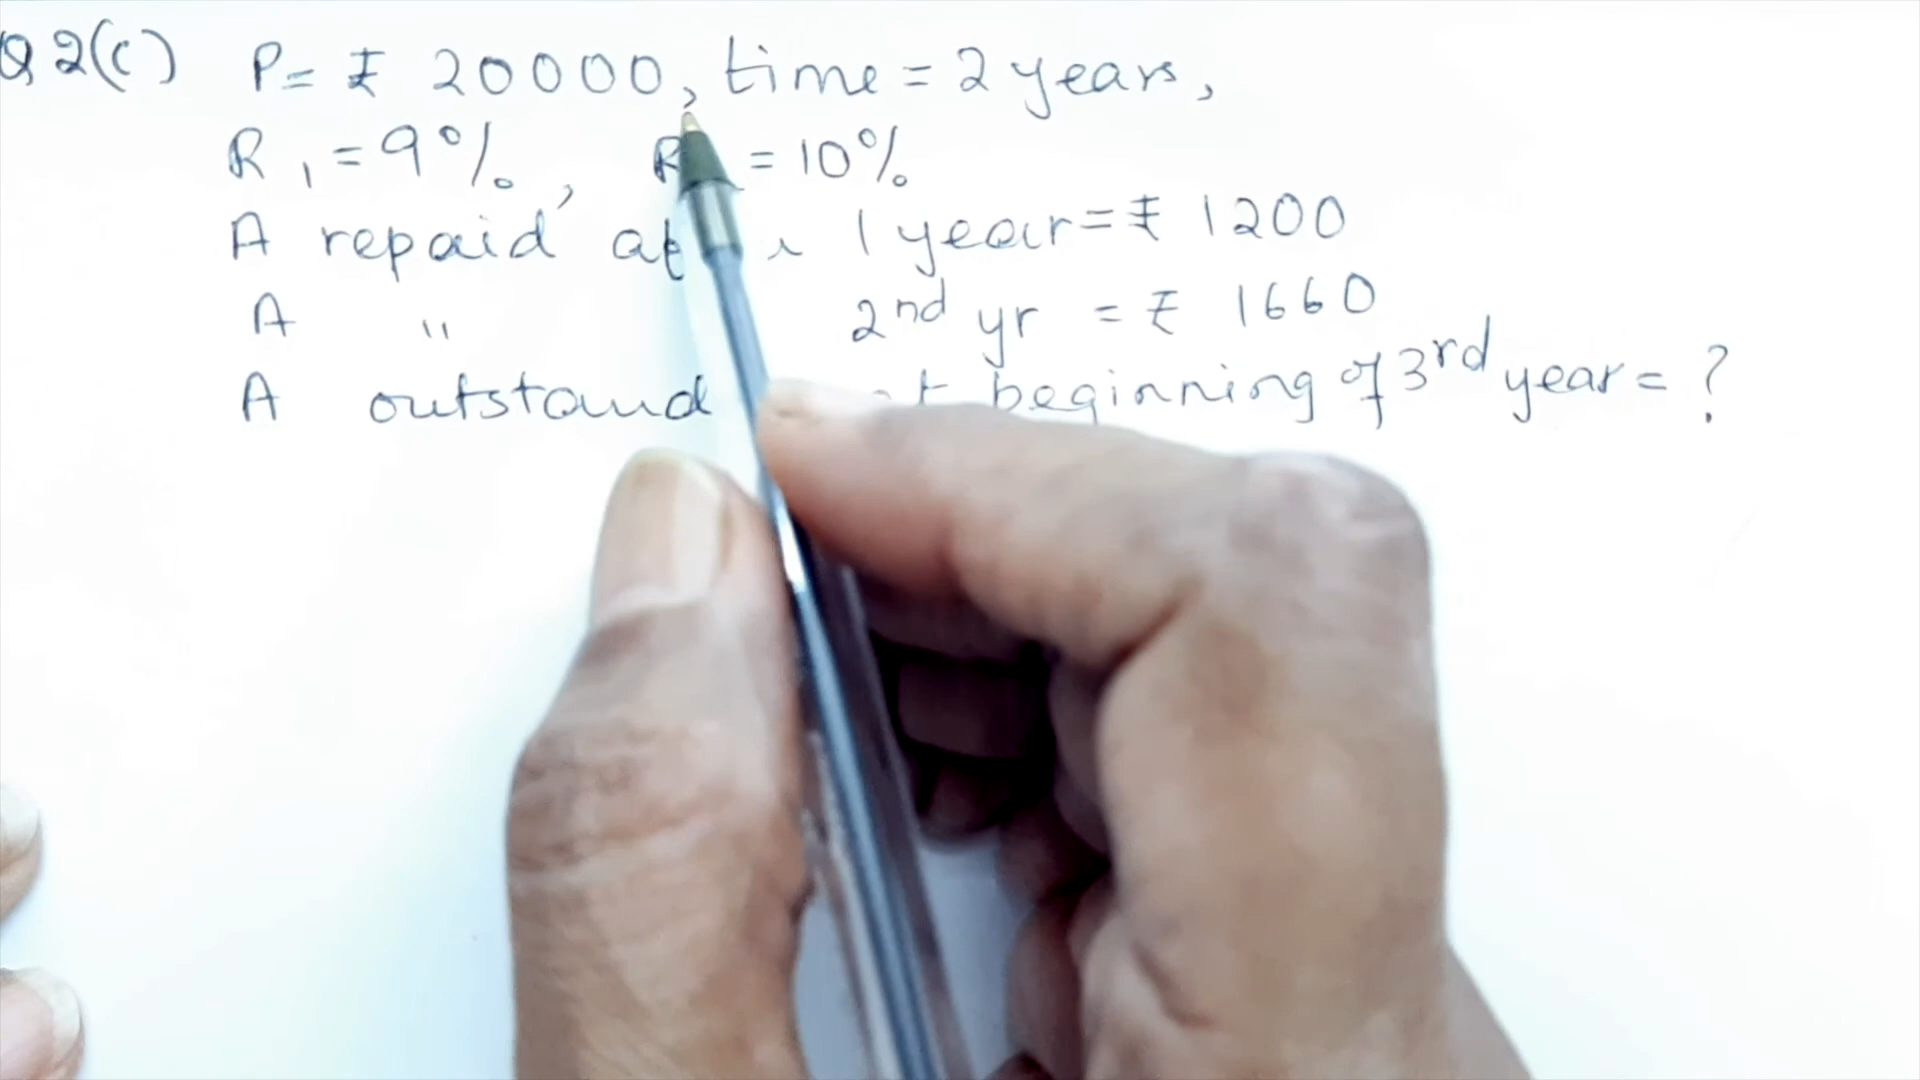 Q2(c) P= ₹ 20000, time = 2 years,
R1 = 9%, R = 10%
A repaid at 1 year = ₹ 1200
A " 2nd yr = ₹ 1660
A outstand beginning of 3rd year = ?